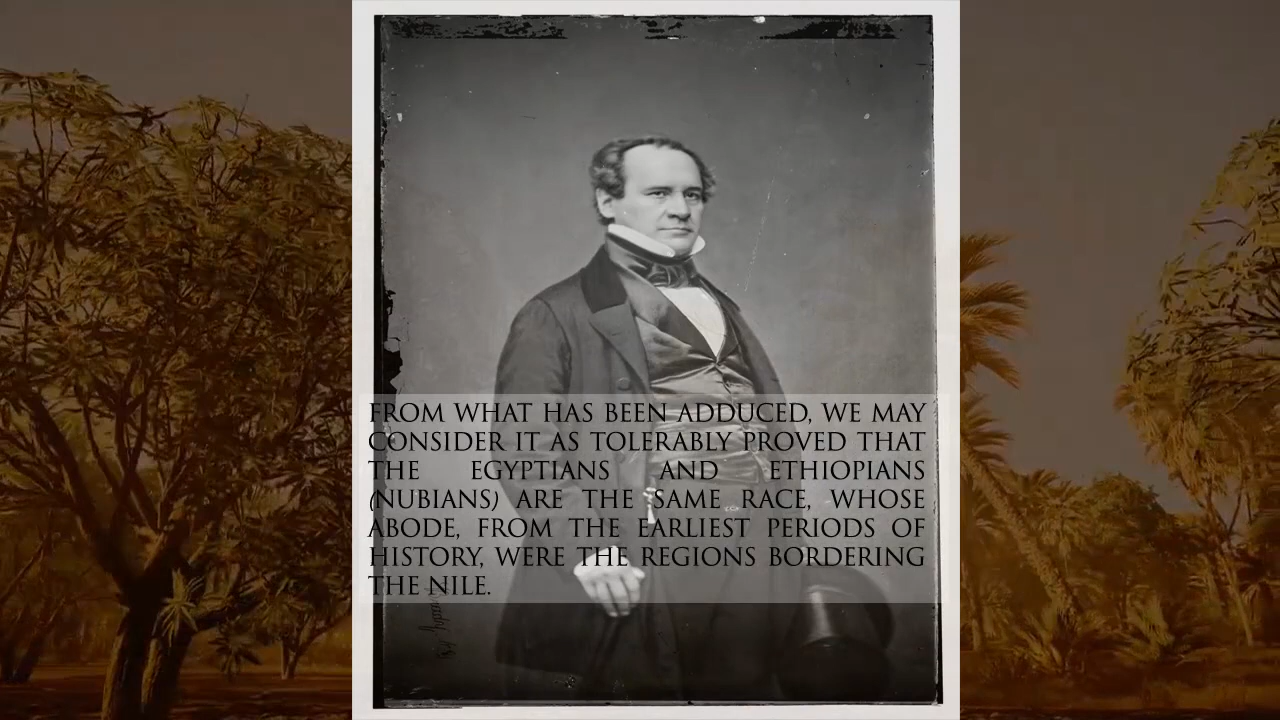 FROM WHAT HAS BEEN ADDUCED, WE MAY
CONSIDER IT AS TOLERABLY PROVED THAT
THE EGYPTIANS AND ETHIOPIANS
(NUBIANS) ARE THE SAME RACE, WHOSE
ABODE, FROM THE EARLIEST PERIODS OF
HISTORY, WERE THE REGIONS BORDERING
THE NILE.